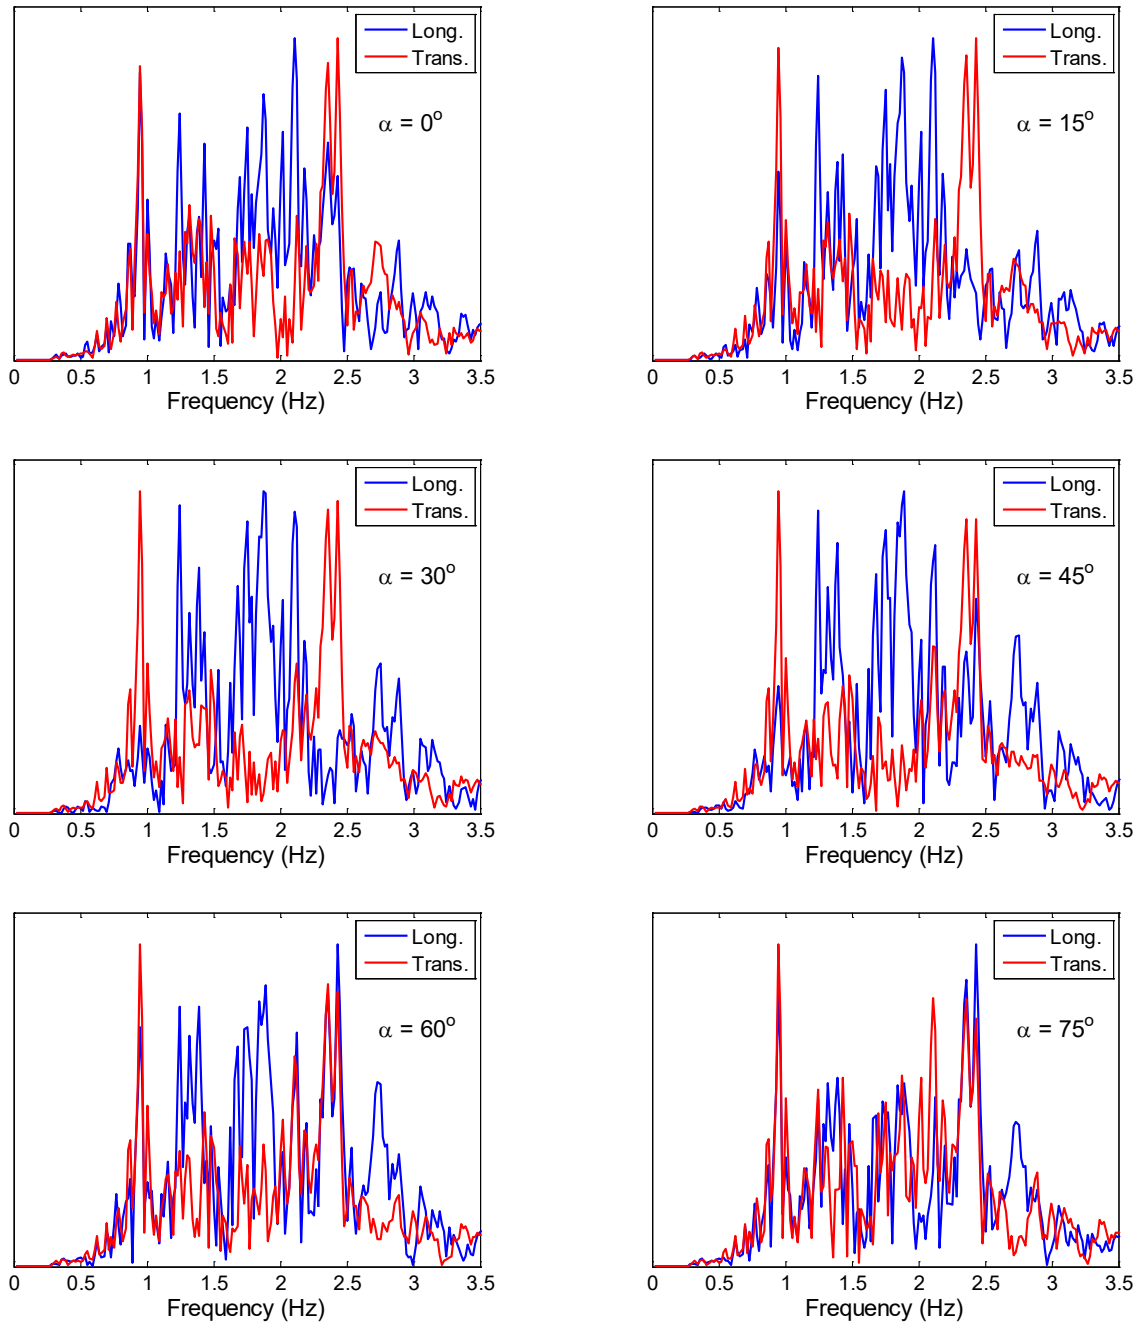 Long.
Trans.
α = 0°
0 0.5 1 1.5 2 2.5 3 3.5
Frequency (Hz)
Long.
Trans.
α = 15°
0 0.5 1 1.5 2 2.5 3 3.5
Frequency (Hz)
Long.
Trans.
α = 30°
0 0.5 1 1.5 2 2.5 3 3.5
Frequency (Hz)
Long.
Trans.
α = 45°
0 0.5 1 1.5 2 2.5 3 3.5
Frequency (Hz)
Long.
Trans.
α = 60°
0 0.5 1 1.5 2 2.5 3 3.5
Frequency (Hz)
Long.
Trans.
α = 75°
0 0.5 1 1.5 2 2.5 3 3.5
Frequency (Hz)